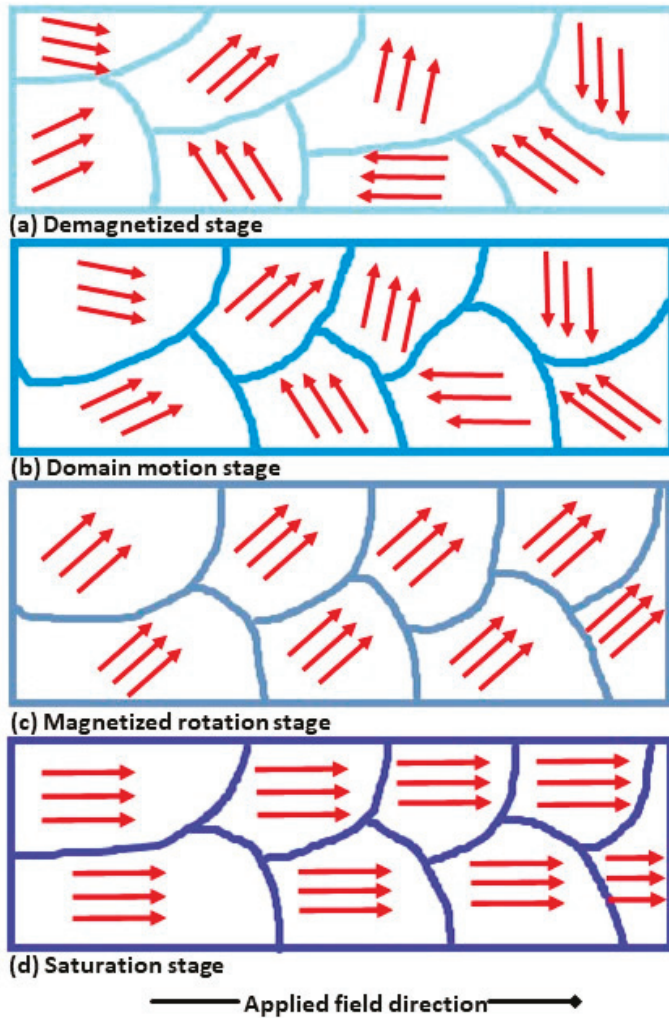 (a) Demagnetized stage
(b) Domain motion stage
(c) Magnetized rotation stage
(d) Saturation stage
Applied field direction